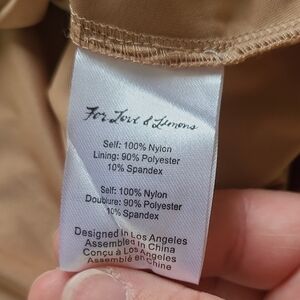 For Love & Lemons
Self: 100% Nylon
Lining: 90% Polyester
10% Spandex
Self: 100% Nylon
Doublure: 90% Polyester
10% Spandex
Designed in Los Angeles
Assembled in China
Conçu à Los Angeles
Assemblé en Chine